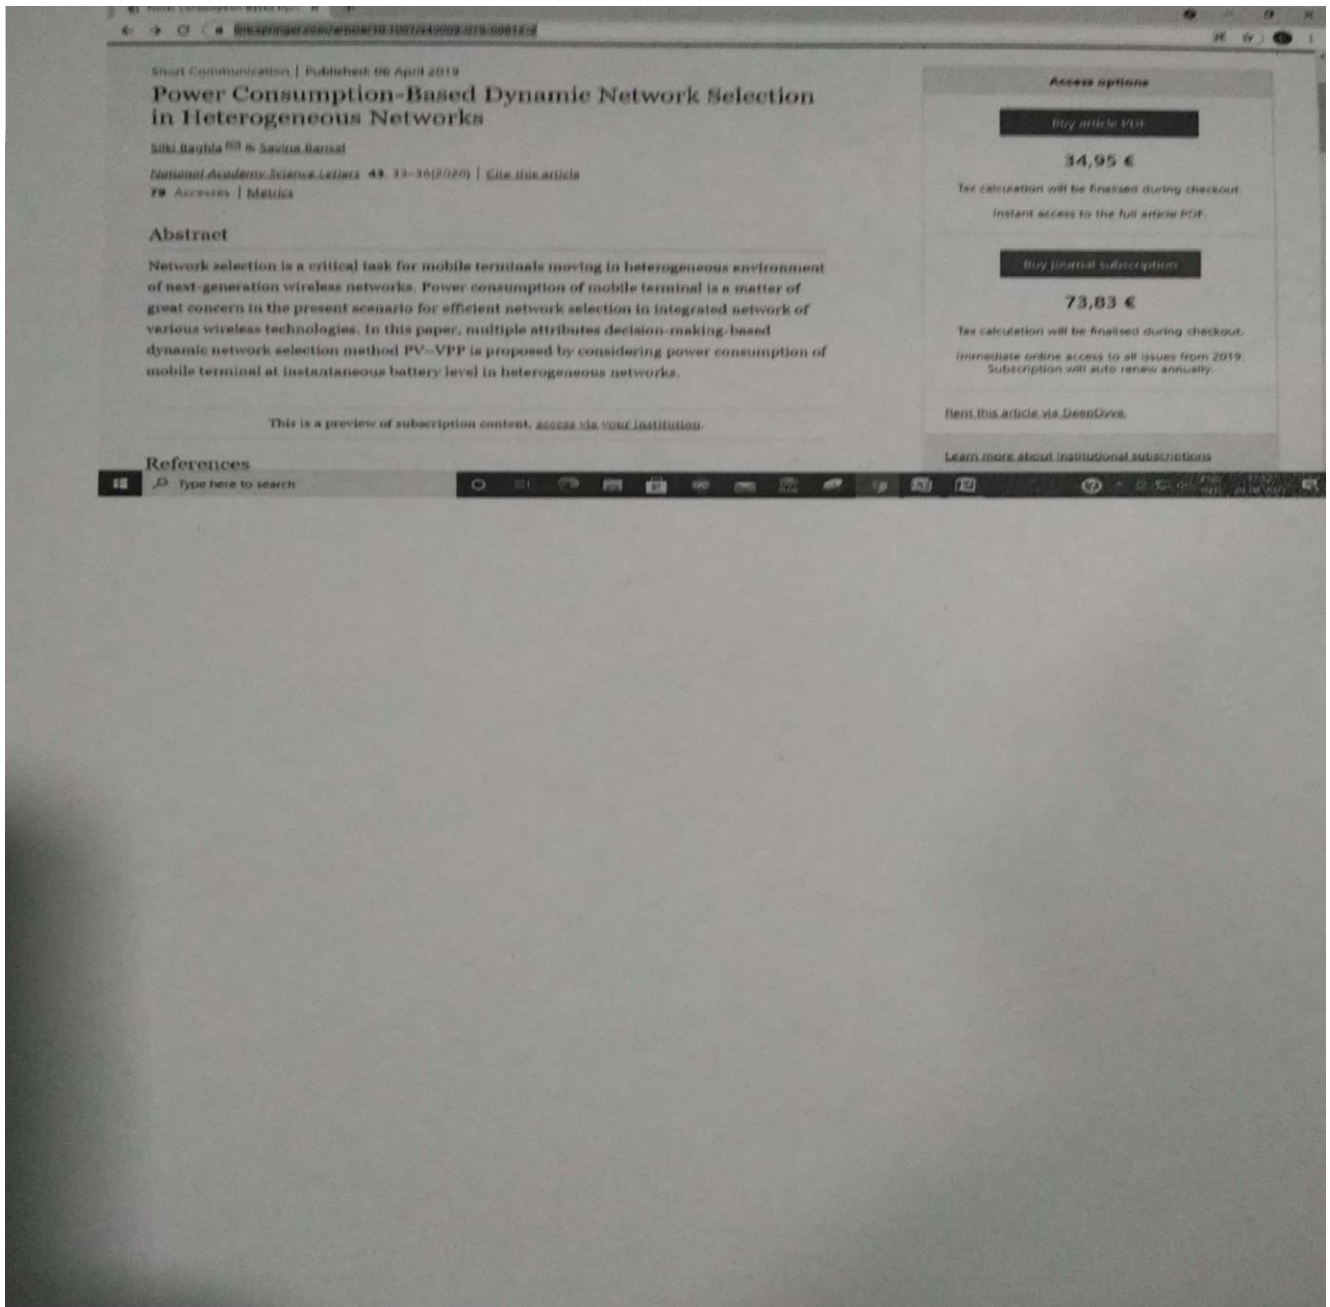 Short Communication | Published: 06 April 2019
Power Consumption-Based Dynamic Network Selection
in Heterogeneous Networks
Silki Baghla & Savina Bansal
National Academy Science Letters 43, 33–36(2020) | Cite this article
79 Accesses | Metrics
Abstract
Network selection is a critical task for mobile terminals moving in heterogeneous environment
of next-generation wireless networks. Power consumption of mobile terminal is a matter of
great concern in the present scenario for efficient network selection in integrated network of
various wireless technologies. In this paper, multiple attributes decision-making-based
dynamic network selection method PV–VPP is proposed by considering power consumption of
mobile terminal at instantaneous battery level in heterogeneous networks.
This is a preview of subscription content, access via your institution.
References
Access options
Buy article PDF
34,95 €
Tax calculation will be finalised during checkout.
Instant access to the full article PDF.
Buy journal subscription
73,83 €
Tax calculation will be finalised during checkout.
Immediate online access to all issues from 2019.
Subscription will auto renew annually.
Rent this article via DeepDyve.
Learn more about Institutional subscriptions
Type here to search